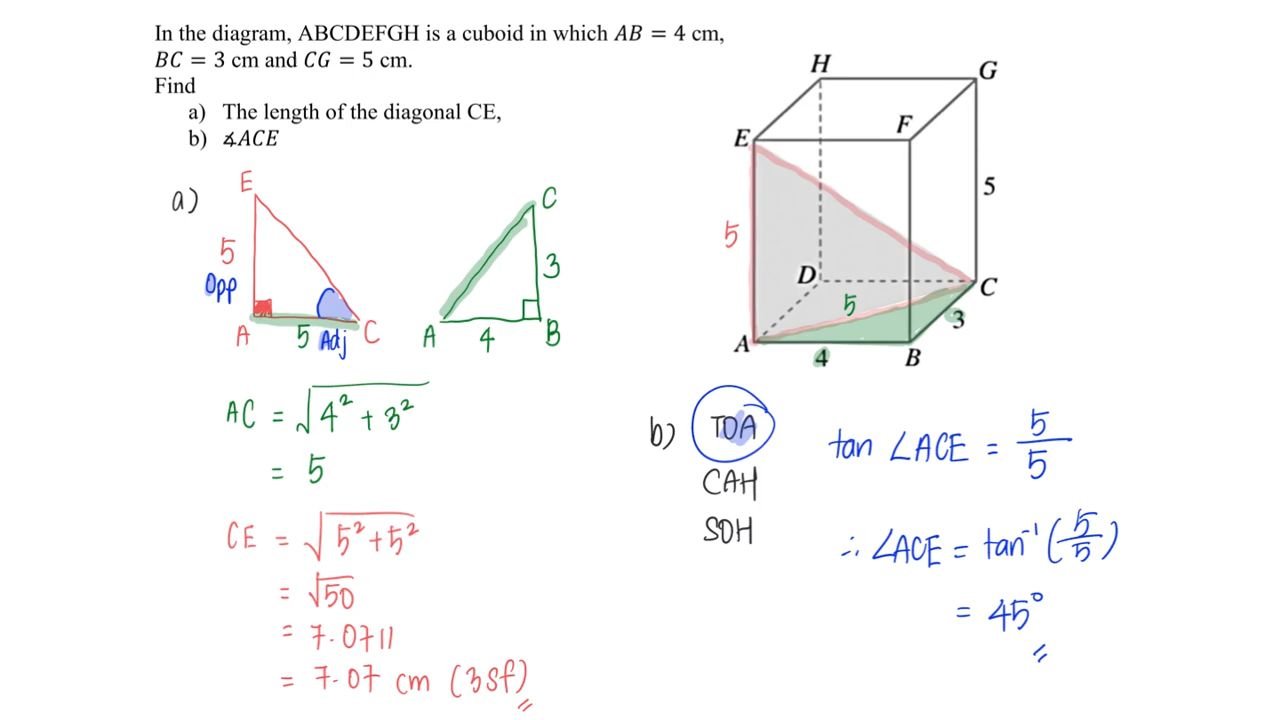 In the diagram, ABCDEFGH is a cuboid in which AB = 4 cm,
BC = 3 cm and CG = 5 cm.
Find
a) The length of the diagonal CE,
b) ∡ACE
H
G
E
F
5
5
D
C
5
3
A
4
B
a)
E
5
Opp
A
5
Adj
C
C
3
A
4
B
AC = √4² + 3²
= 5
CE = √5² + 5²
= √50
= 7.0711
= 7.07 cm (3sf)
b) TOA
CAH
SOH
tan ∠ACE = 5/5
∴ ∠ACE = tan⁻¹ (5/5)
= 45°